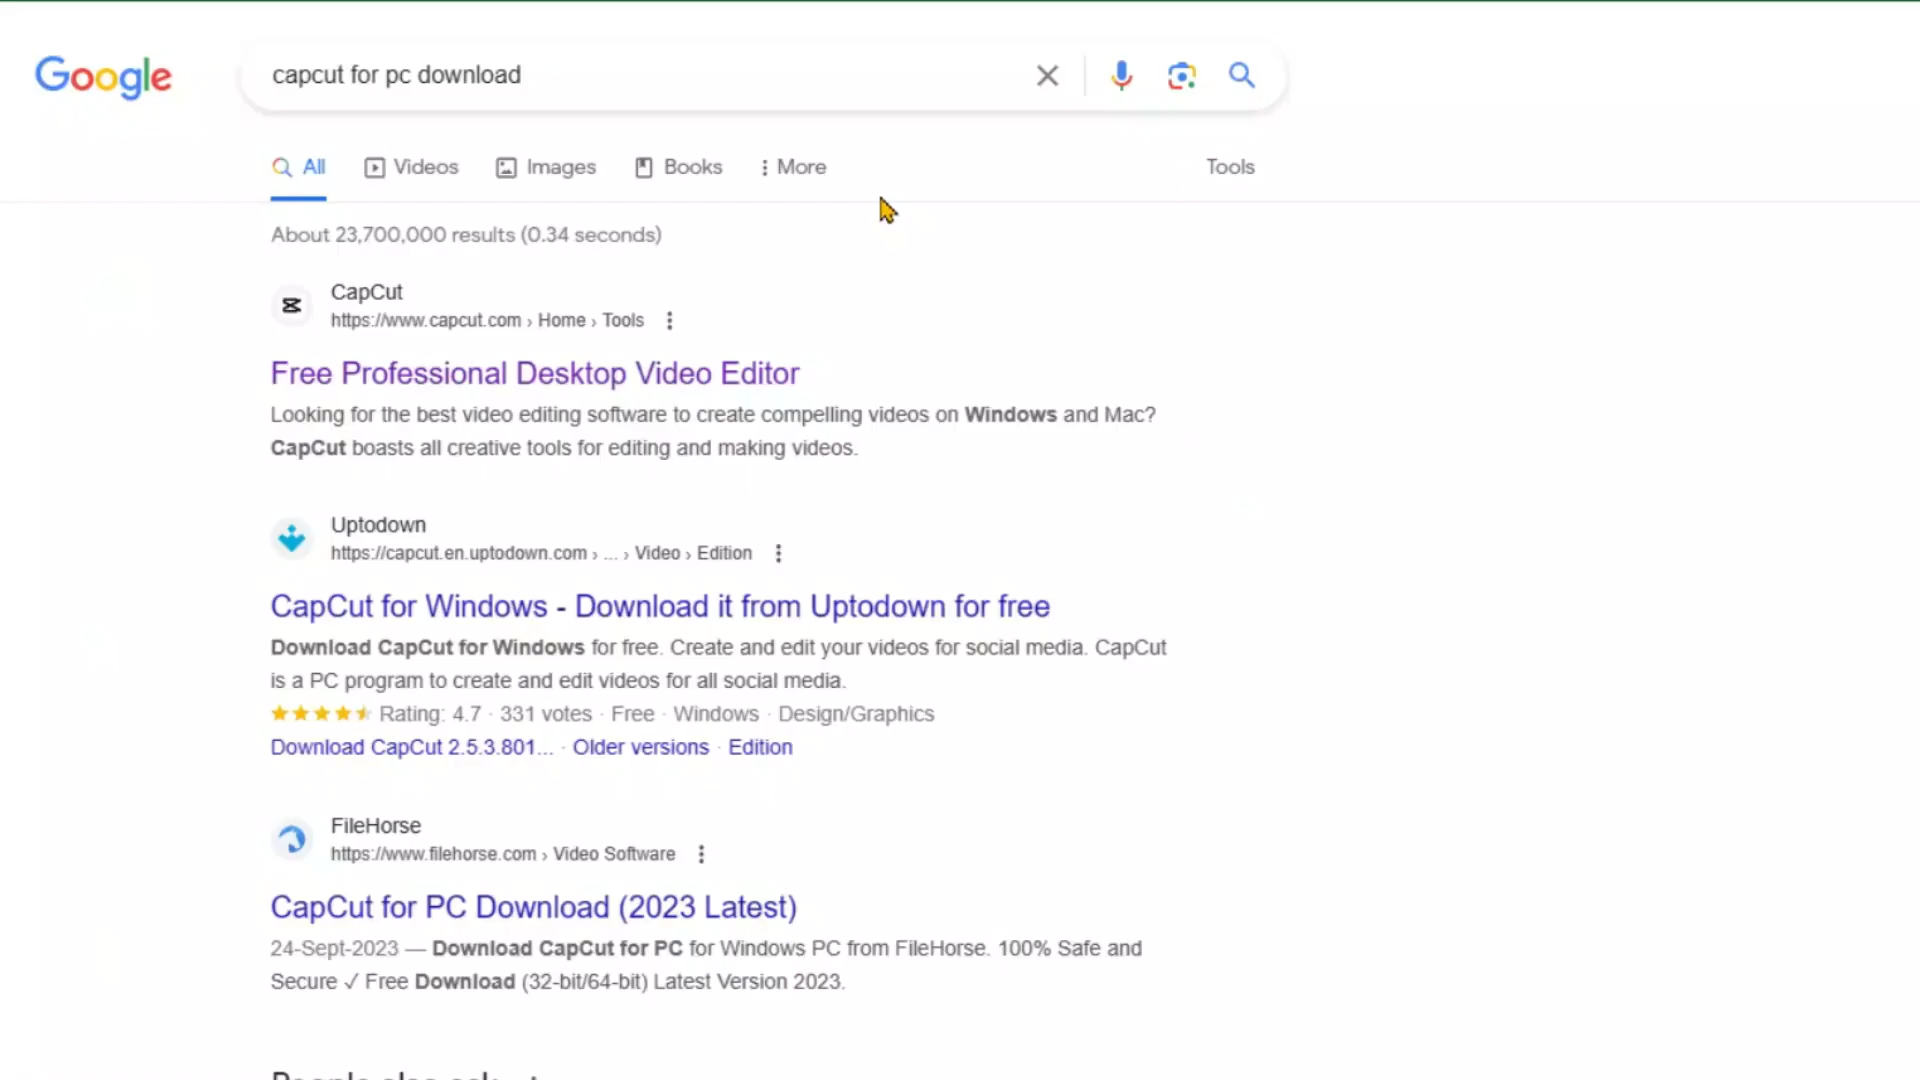 Google
capcut for pc download
All Videos Images Books More Tools
About 23,700,000 results (0.34 seconds)
CapCut
https://www.capcut.com › Home › Tools
Free Professional Desktop Video Editor
Looking for the best video editing software to create compelling videos on Windows and Mac?
CapCut boasts all creative tools for editing and making videos.
Uptodown
https://capcut.en.uptodown.com › ... › Video › Edition
CapCut for Windows - Download it from Uptodown for free
Download CapCut for Windows for free. Create and edit your videos for social media. CapCut
is a PC program to create and edit videos for all social media.
Rating: 4.7 · 331 votes · Free · Windows · Design/Graphics
Download CapCut 2.5.3.801... · Older versions · Edition
FileHorse
https://www.filehorse.com › Video Software
CapCut for PC Download (2023 Latest)
24-Sept-2023 — Download CapCut for PC for Windows PC from FileHorse. 100% Safe and
Secure ✓ Free Download (32-bit/64-bit) Latest Version 2023.
People also ask